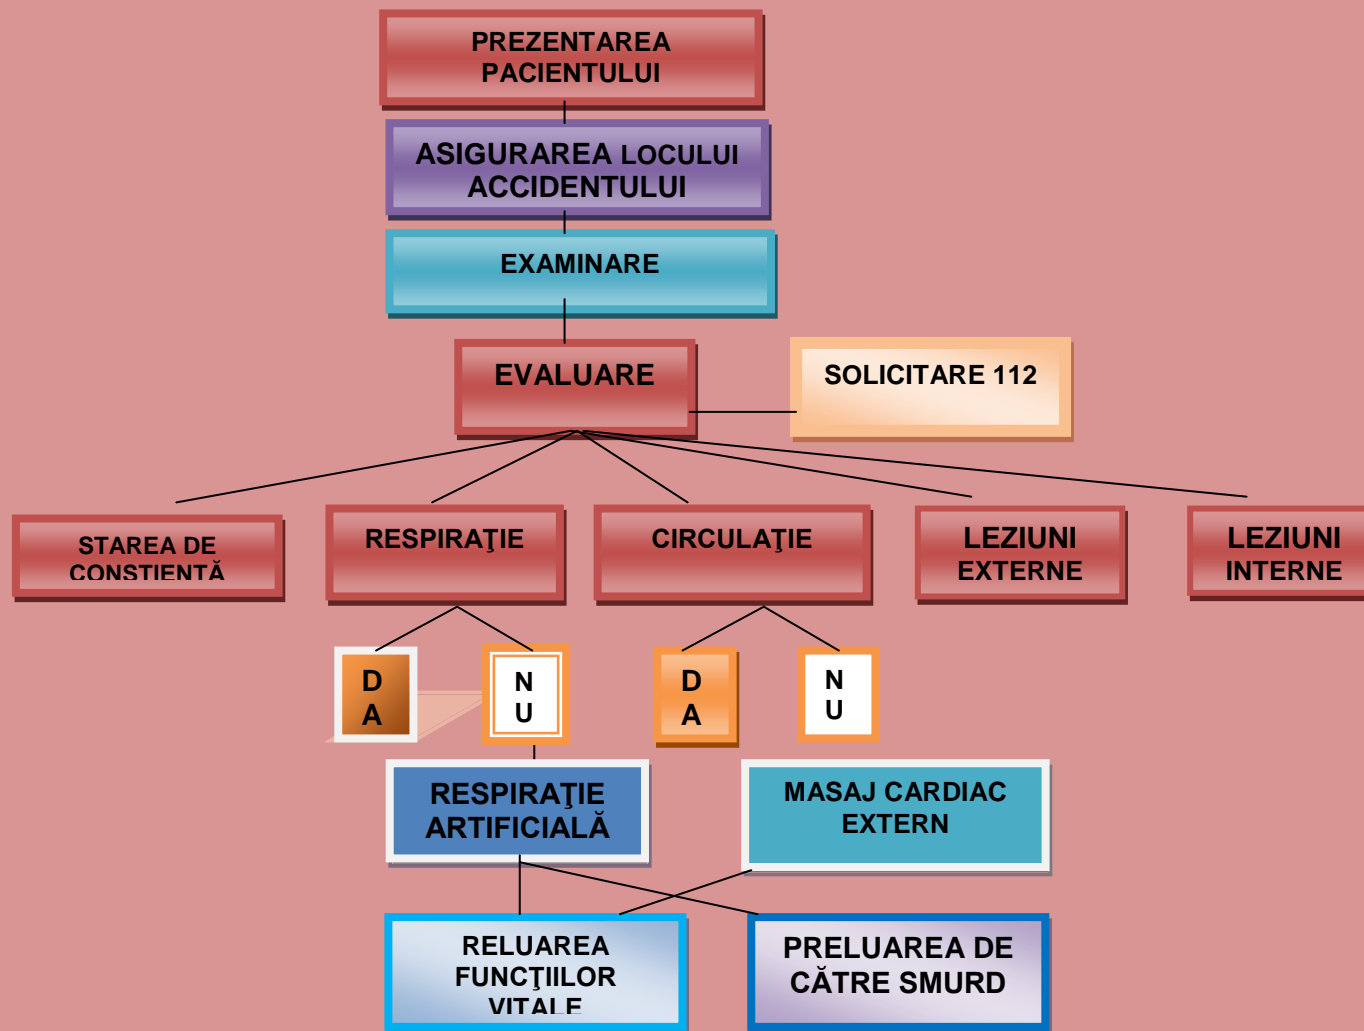 PREZENTAREA
PACIENTULUI
ASIGURAREA LOCULUI
ACCIDENTULUI
EXAMINARE
EVALUARE
SOLICITARE 112
STAREA DE
CONSTIENTĂ
RESPIRAŢIE
CIRCULAŢIE
LEZIUNI
EXTERNE
LEZIUNI
INTERNE
D
A
N
U
D
A
N
U
RESPIRAŢIE
ARTIFICIALĂ
MASAJ CARDIAC
EXTERN
RELUAREA
FUNCŢIILOR
VITALE
PRELUAREA DE
CĂTRE SMURD